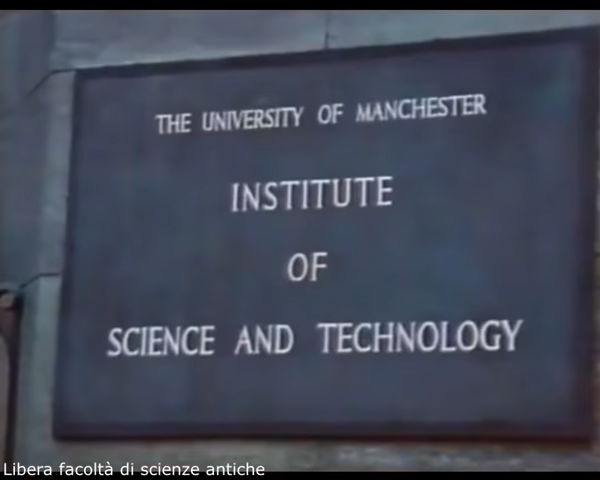 THE UNIVERSITY OF MANCHESTER
INSTITUTE
OF
SCIENCE AND TECHNOLOGY
Libera facoltà di scienze antiche